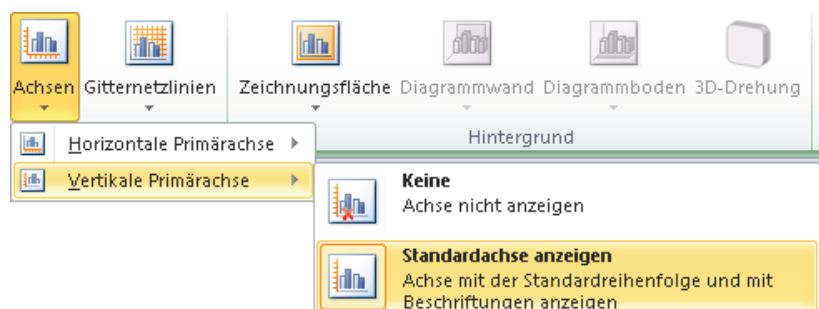 Achsen Gitternetzlinien Zeichnungsfläche Diagrammwand Diagrammboden 3D-Drehung
Hintergrund
Horizontale Primärachse
Vertikale Primärachse
Keine
Achse nicht anzeigen
Standardachse anzeigen
Achse mit der Standardreihenfolge und mit
Beschriftungen anzeigen